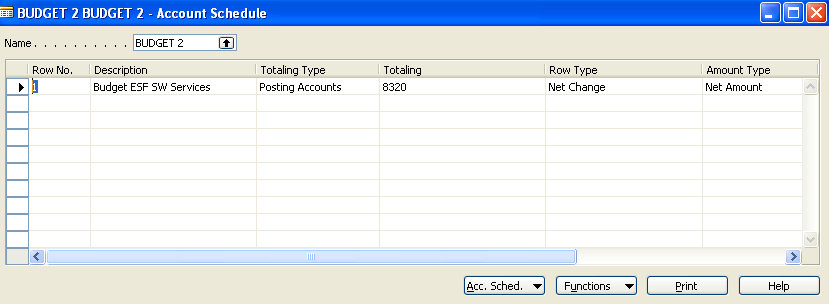 BUDGET 2 BUDGET 2 - Account Schedule
Name . . . . . . . . . . BUDGET 2
Row No. Description Totaling Type Totaling Row Type Amount Type
1 Budget ESF SW Services Posting Accounts 8320 Net Change Net Amount
Acc. Sched. Functions Print Help